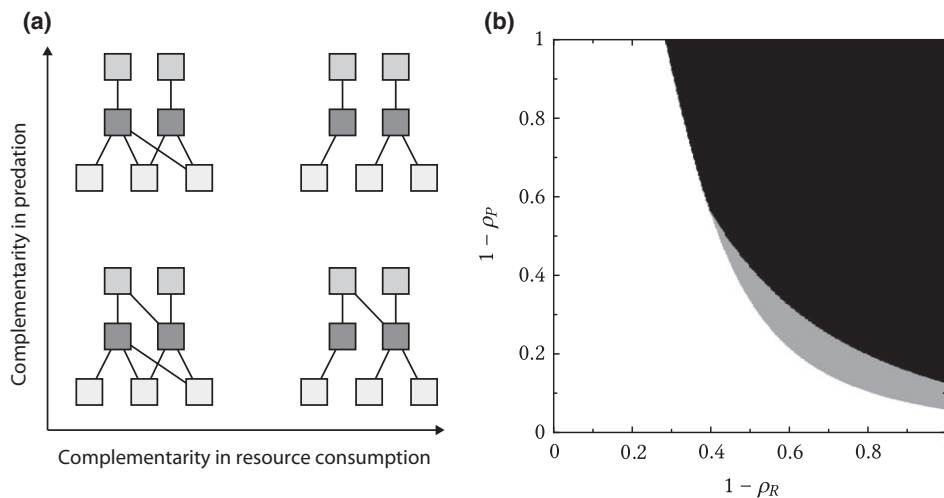 (a)
Complementarity in predation
Complementarity in resource consumption
(b)
1
0.8
0.6
0.4
0.2
0
1 − ρP
0
0.2
0.4
0.6
0.8
1 − ρR